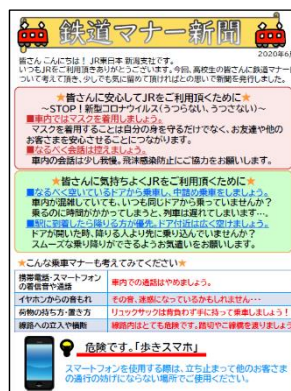 鉄道マナー新聞
2020年6月
皆さん こんにちは! JR東日本 新潟支社です。
いつもJRをご利用頂きありがとうございます。今回、高校生の皆さんに鉄道マナーに
ついて考えて頂き、少しでも気に留めて頂ければとの思いで新聞を発行しました。
★皆さんに安心してJRをご利用頂くために★
~STOP!新型コロナウイルス(うつらない、うつさない)~
■車内ではマスクを着用しましょう。
マスクを着用することは自分の身を守るだけでなく、お友達や他の
お客さまを安心させることにつながります。
■なるべく会話は控えましょう。
車内の会話は少し我慢。飛沫感染防止にご協力をお願いします。
★皆さんに気持ちよくJRをご利用頂くために★
■なるべく空いているドアから乗車し、中詰め乗車をしましょう。
車内が混雑していても、いつも同じドアから乗っていませんか?
乗るのに時間がかかってしまうと、列車は遅れてしまいます…。
■駅に到着したら降りる方が優先。ドア付近は広く空けましょう。
ドアが開いた時、降りる人より先に乗り込んでいませんか?
スムーズな乗り降りができるようお気遣いをお願いします。
★こんな乗車マナーも考えてみてください★
携帯電話・スマートフォン
の着信音や通話
車内での通話はやめましょう。
イヤホンからの音もれ
その音、迷惑になっているかもしれません…
荷物の持ち方・置き方
リュックサックは背負わず手に持って乗車しましょう!
線路への立入や横断
線路内はとても危険です。踏切やこ線橋を渡りましょう
危険です。「歩きスマホ」
スマートフォンを使用する際は、立ち止まって他のお客さま
の通行の妨げにならない場所でご使用ください。